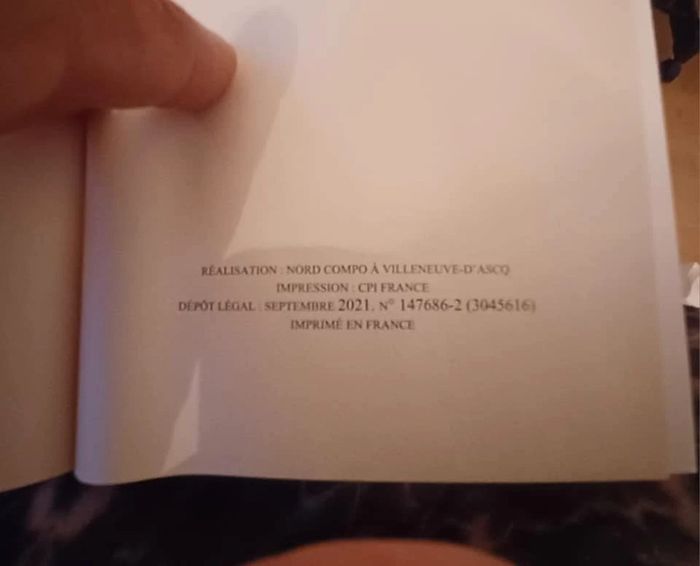 RÉALISATION : NORD COMPO À VILLENEUVE-D'ASCQ
IMPRESSION : CPI FRANCE
DÉPÔT LÉGAL : SEPTEMBRE 2021. N° 147686-2 (3045616)
IMPRIMÉ EN FRANCE